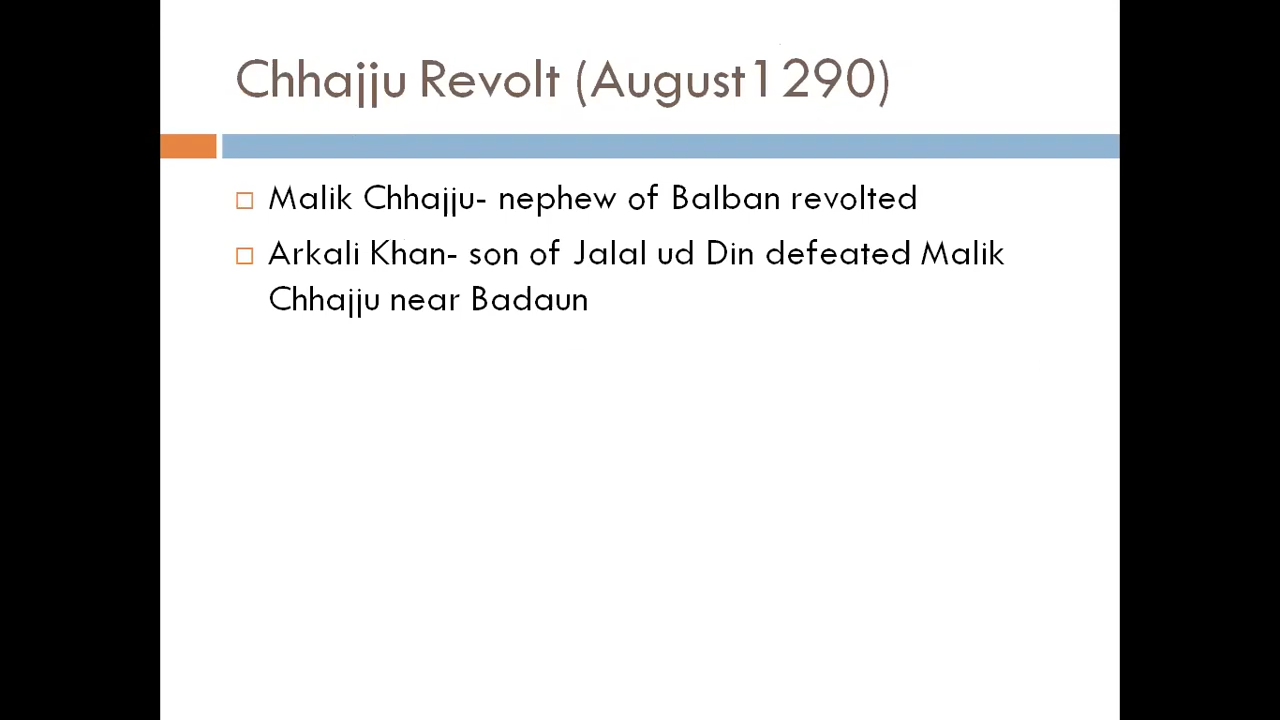 Chhajju Revolt (August1290)
Malik Chhajju- nephew of Balban revolted
Arkali Khan- son of Jalal ud Din defeated Malik
Chhajju near Badaun